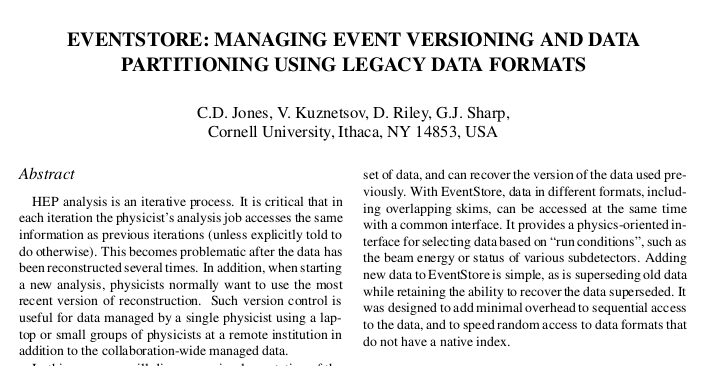 EVENTSTORE: MANAGING EVENT VERSIONING AND DATA
PARTITIONING USING LEGACY DATA FORMATS
C.D. Jones, V. Kuznetsov, D. Riley, G.J. Sharp,
Cornell University, Ithaca, NY 14853, USA
Abstract
HEP analysis is an iterative process. It is critical that in
each iteration the physicist's analysis job accesses the same
information as previous iterations (unless explicitly told to
do otherwise). This becomes problematic after the data has
been reconstructed several times. In addition, when starting
a new analysis, physicists normally want to use the most
recent version of reconstruction. Such version control is
useful for data managed by a single physicist using a lap-
top or small groups of physicists at a remote institution in
addition to the collaboration-wide managed data.
set of data, and can recover the version of the data used pre-
viously. With EventStore, data in different formats, includ-
ing overlapping skims, can be accessed at the same time
with a common interface. It provides a physics-oriented in-
terface for selecting data based on “run conditions”, such as
the beam energy or status of various subdetectors. Adding
new data to EventStore is simple, as is superseding old data
while retaining the ability to recover the data superseded. It
was designed to add minimal overhead to sequential access
to the data, and to speed random access to data formats that
do not have a native index.